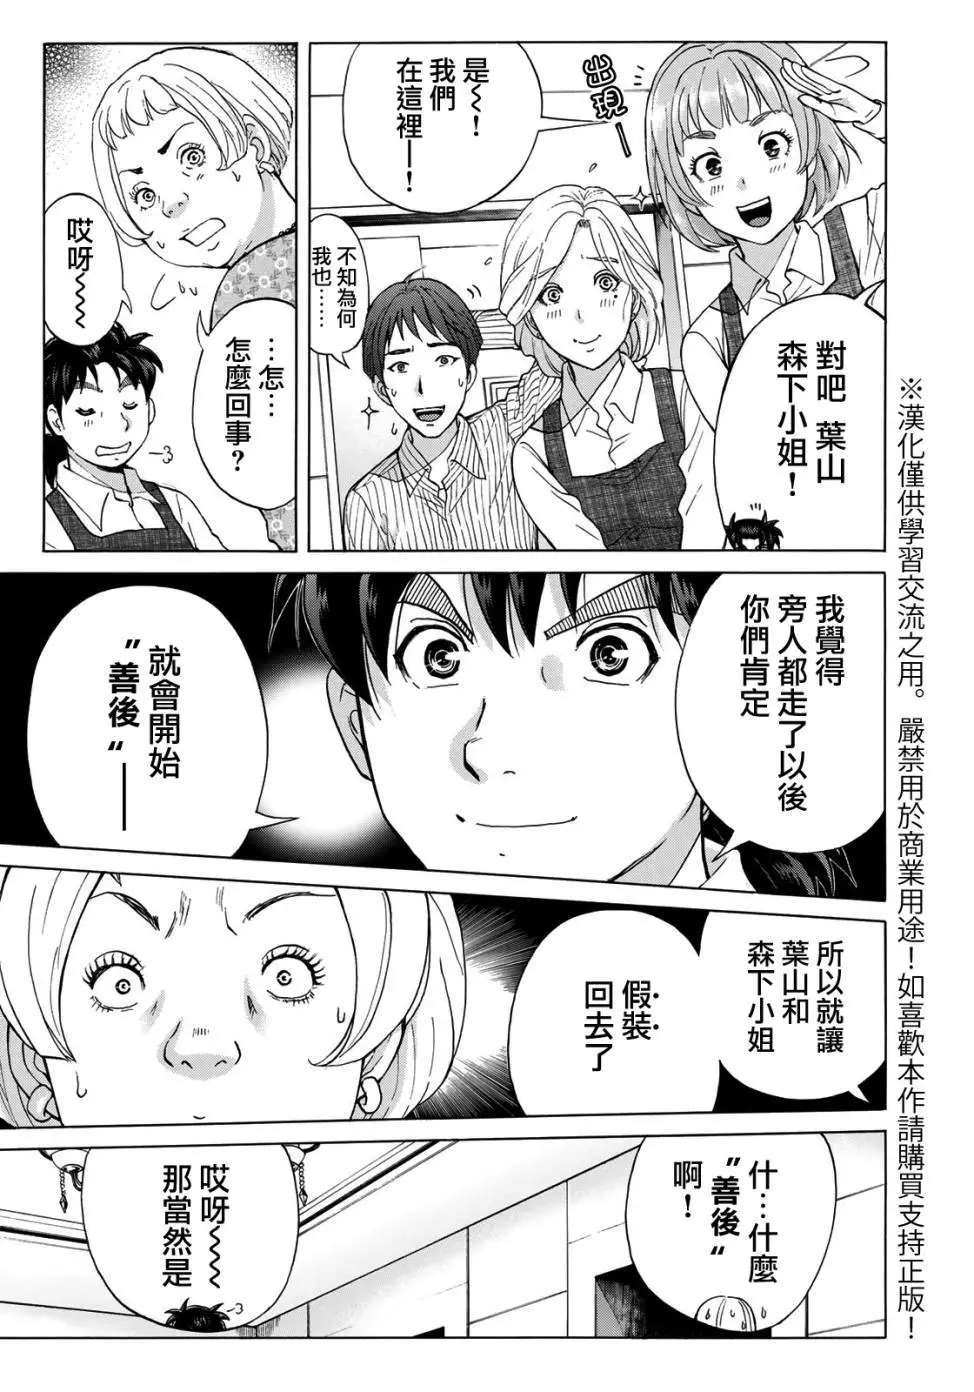 對吧 葉山
森下小姐！
出現—
是~！
我們
在這裡—！
不知為何
我也……
…怎…
怎麼回事？
哎呀~~~
我覺得
旁人都走了以後
你們肯定
就會開始
“善後“——
所以就讓
葉山和
森下小姐
假裝
回去了
什…什麼
“善後“
啊！
哎呀~~~
那當然是
※漢化僅供學習交流之用。嚴禁用於商業用途！如喜歡本作請購買支持正版！